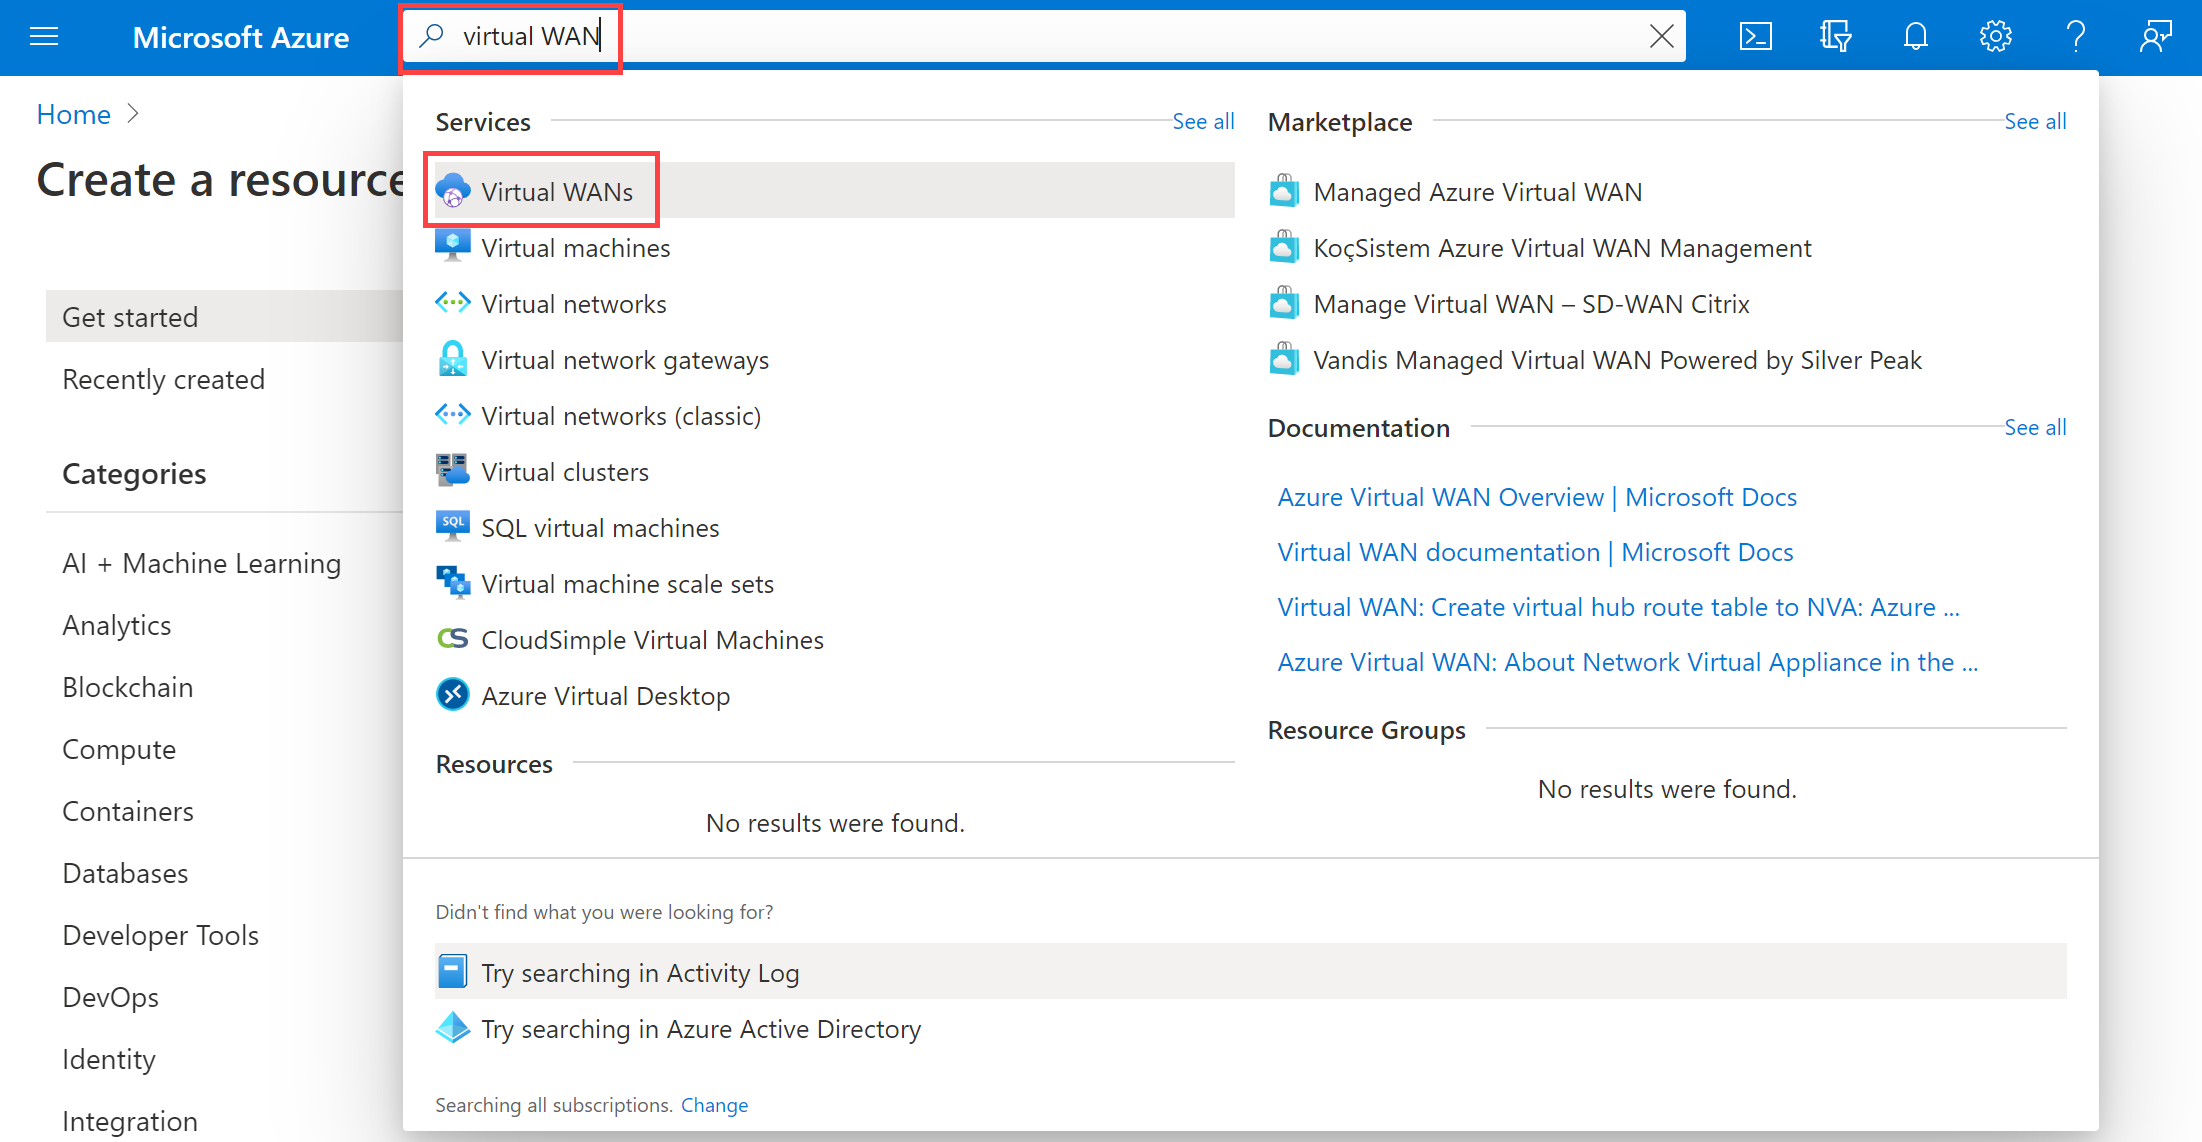 Microsoft Azure
virtual WAN
Home
Create a resource
Get started
Recently created
Categories
AI + Machine Learning
Analytics
Blockchain
Compute
Containers
Databases
Developer Tools
DevOps
Identity
Integration
Services
See all
Virtual WANs
Virtual machines
Virtual networks
Virtual network gateways
Virtual networks (classic)
Virtual clusters
SQL
SQL virtual machines
Virtual machine scale sets
CS
CloudSimple Virtual Machines
Azure Virtual Desktop
Resources
No results were found.
Marketplace
See all
Managed Azure Virtual WAN
KoçSistem Azure Virtual WAN Management
Manage Virtual WAN – SD-WAN Citrix
Vandis Managed Virtual WAN Powered by Silver Peak
Documentation
See all
Azure Virtual WAN Overview | Microsoft Docs
Virtual WAN documentation | Microsoft Docs
Virtual WAN: Create virtual hub route table to NVA: Azure ...
Azure Virtual WAN: About Network Virtual Appliance in the ...
Resource Groups
No results were found.
Didn't find what you were looking for?
Try searching in Activity Log
Try searching in Azure Active Directory
Searching all subscriptions. Change